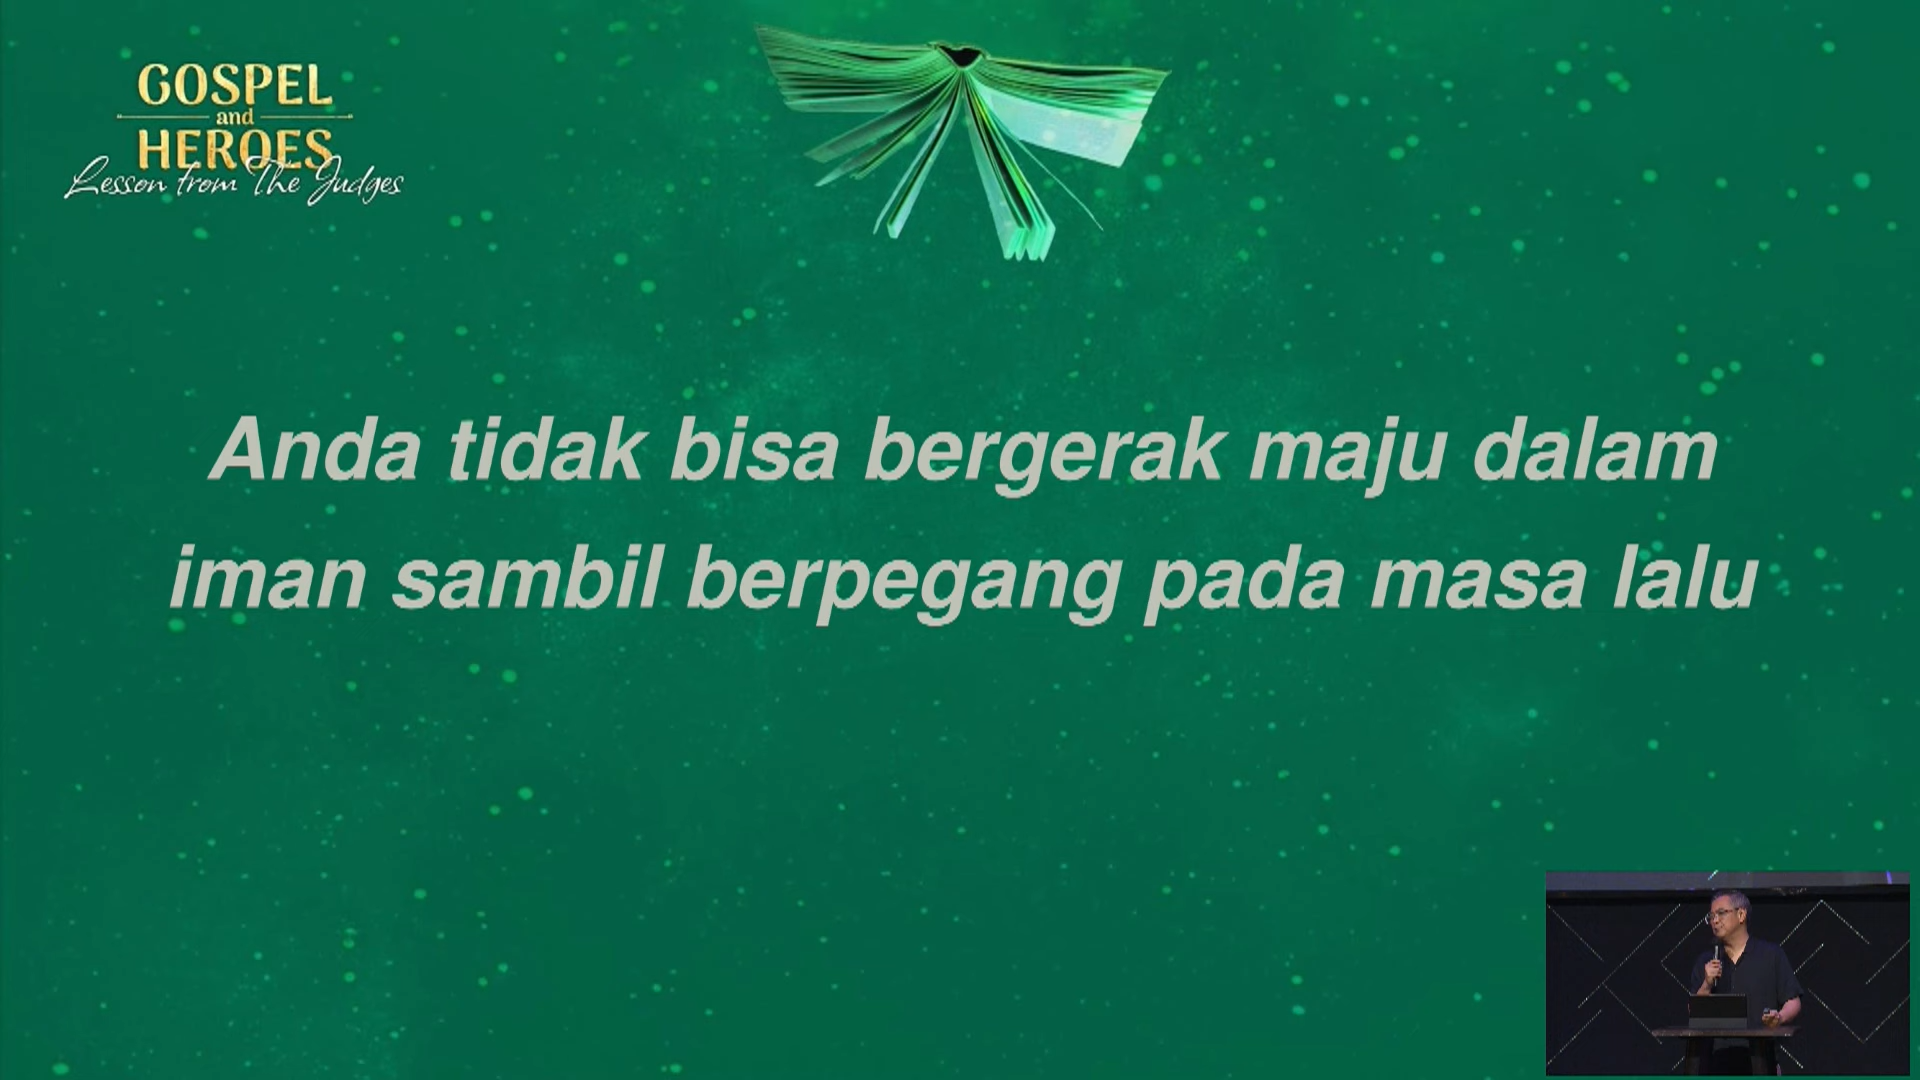 GOSPEL
and
HEROES
Lesson from The Judges
Anda tidak bisa bergerak maju dalam
iman sambil berpegang pada masa lalu